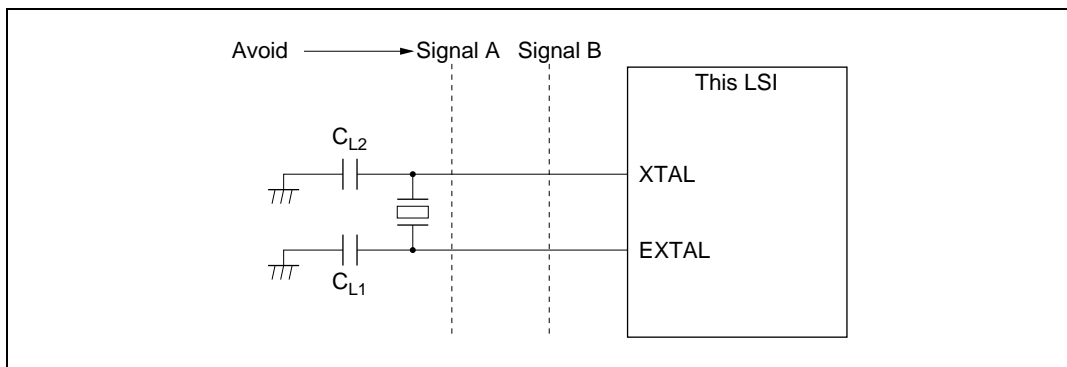 Avoid Signal A Signal B
This LSI
CL2
XTAL
EXTAL
CL1